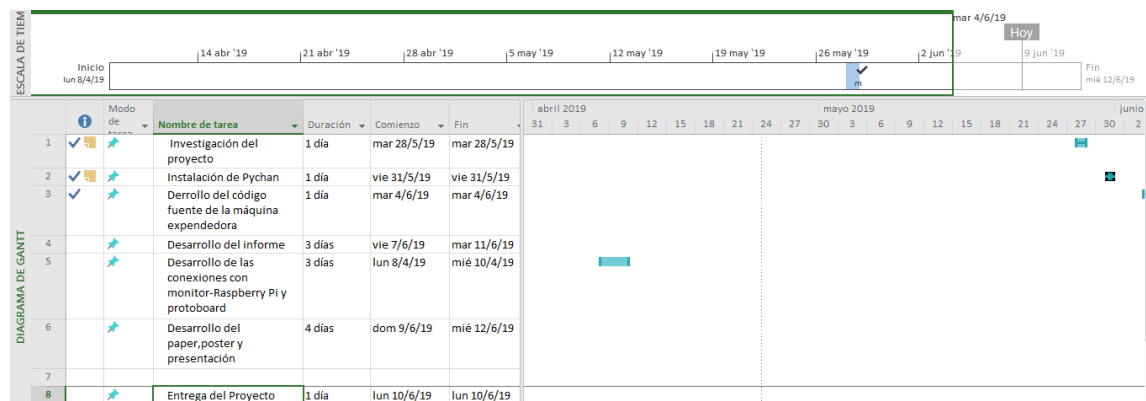 ESCALA DE TIEM
mar 4/6/19
Hoy
14 abr '19 21 abr '19 28 abr '19 5 may '19 12 may '19 19 may '19 26 may '19 2 jun '19 9 jun '19
Inicio
lun 8/4/19
m
Fin
mié 12/6/19
DIAGRAMA DE GANTT
Modo de tarea Nombre de tarea Duración Comienzo Fin
abril 2019 mayo 2019 junio
31 3 6 9 12 15 18 21 24 27 30 3 6 9 12 15 18 21 24 27 30 2
1 Investigación del proyecto 1 día mar 28/5/19 mar 28/5/19
2 Instalación de Pychan 1 día vie 31/5/19 vie 31/5/19
3 Derrollo del código fuente de la máquina expendedora 1 día mar 4/6/19 mar 4/6/19
4 Desarrollo del informe 3 días vie 7/6/19 mar 11/6/19
5 Desarrollo de las conexiones con monitor-Raspberry Pi y protoboard 3 días lun 8/4/19 mié 10/4/19
6 Desarrollo del paper,poster y presentación 4 días dom 9/6/19 mié 12/6/19
7
8 Entrega del Proyecto 1 día lun 10/6/19 lun 10/6/19